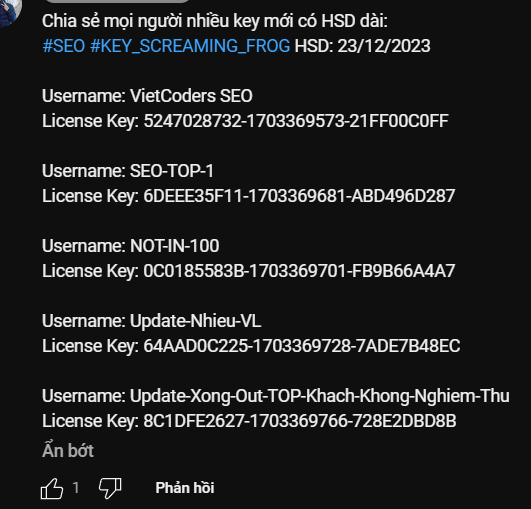 Chia sẻ mọi người nhiều key mới có HSD dài:
#SEO #KEY_SCREAMING_FROG HSD: 23/12/2023
Username: VietCoders SEO
License Key: 5247028732-1703369573-21FF00C0FF
Username: SEO-TOP-1
License Key: 6DEEE35F11-1703369681-ABD496D287
Username: NOT-IN-100
License Key: 0C0185583B-1703369701-FB9B66A4A7
Username: Update-Nhieu-VL
License Key: 64AAD0C225-1703369728-7ADE7B48EC
Username: Update-Xong-Out-TOP-Khach-Khong-Nghiem-Thu
License Key: 8C1DFE2627-1703369766-728E2DBD8B
Ẩn bớt
1 Phản hồi